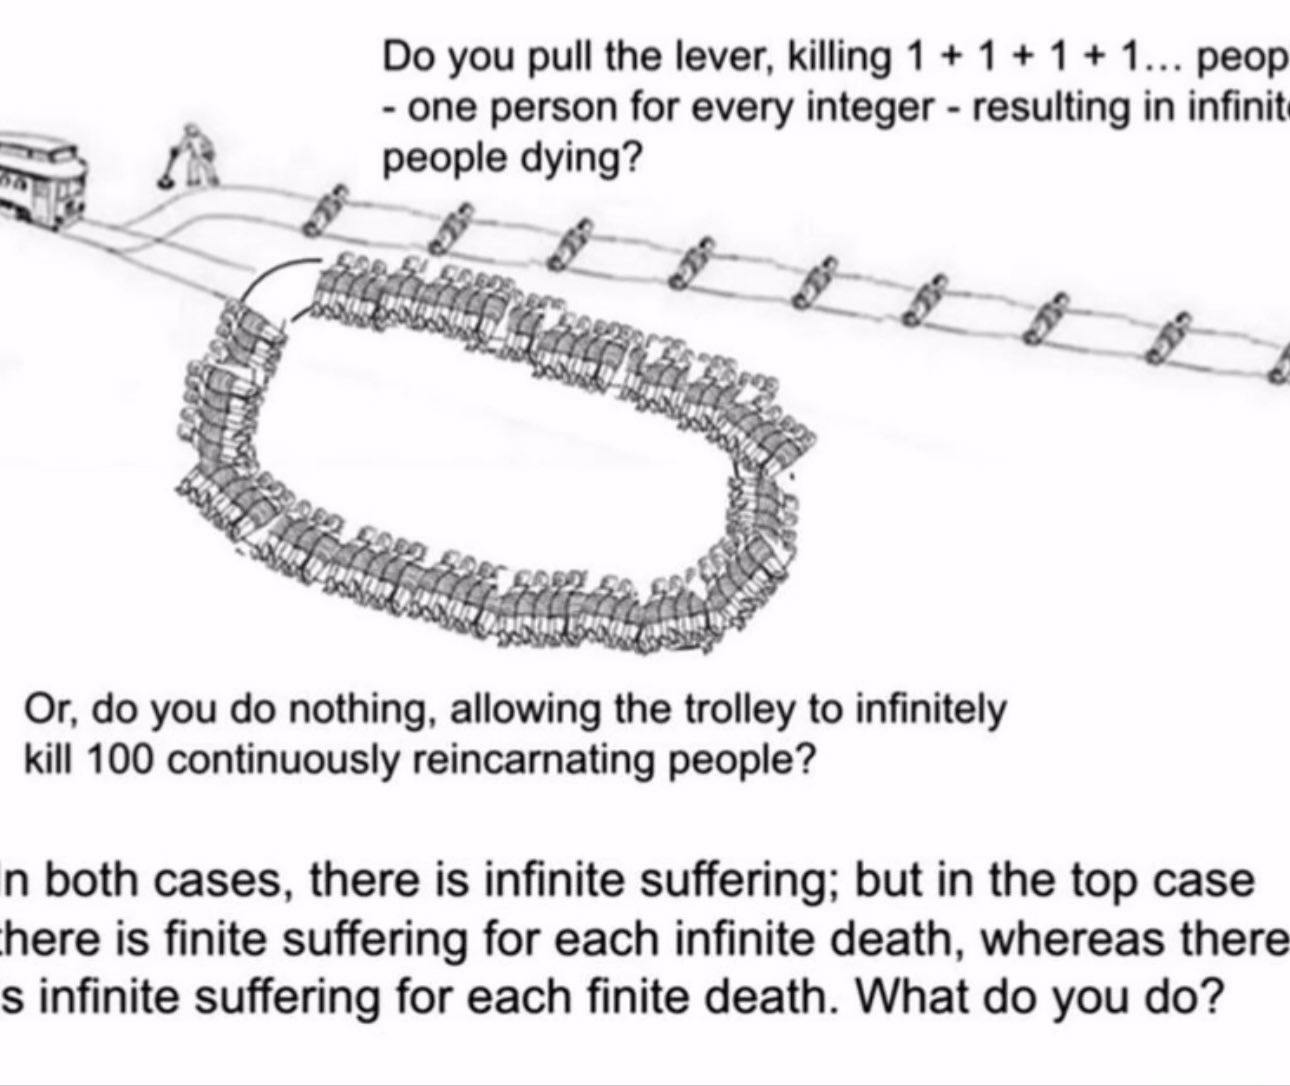 Do you pull the lever, killing 1 + 1 + 1 + 1... peop
- one person for every integer - resulting in infinit
people dying?
Or, do you do nothing, allowing the trolley to infinitely
kill 100 continuously reincarnating people?
In both cases, there is infinite suffering; but in the top case
there is finite suffering for each infinite death, whereas there
s infinite suffering for each finite death. What do you do?